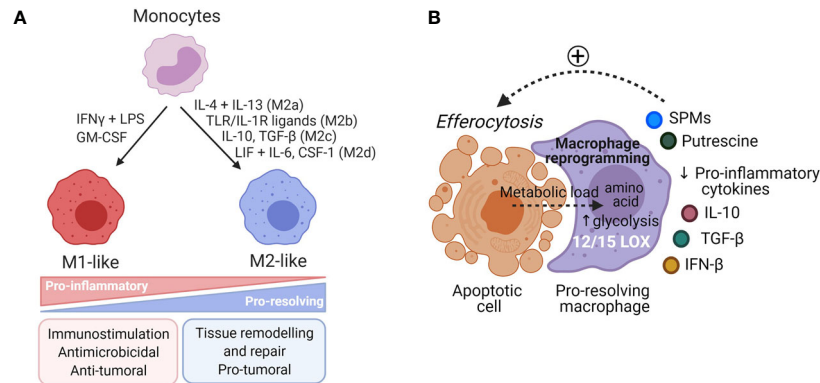 A
Monocytes
IFNγ + LPS
GM-CSF
IL-4 + IL-13 (M2a)
TLR/IL-1R ligands (M2b)
IL-10, TGF-β (M2c)
LIF + IL-6, CSF-1 (M2d)
M1-like
M2-like
Pro-inflammatory
Pro-resolving
Immunostimulation
Antimicrobicidal
Anti-tumoral
Tissue remodelling
and repair
Pro-tumoral
B
+
Efferocytosis
Macrophage
reprogramming
Metabolic load
amino
acid
↑ glycolysis
12/15 LOX
Apoptotic
cell
Pro-resolving
macrophage
SPMs
Putrescine
↓ Pro-inflammatory
cytokines
IL-10
TGF-β
IFN-β